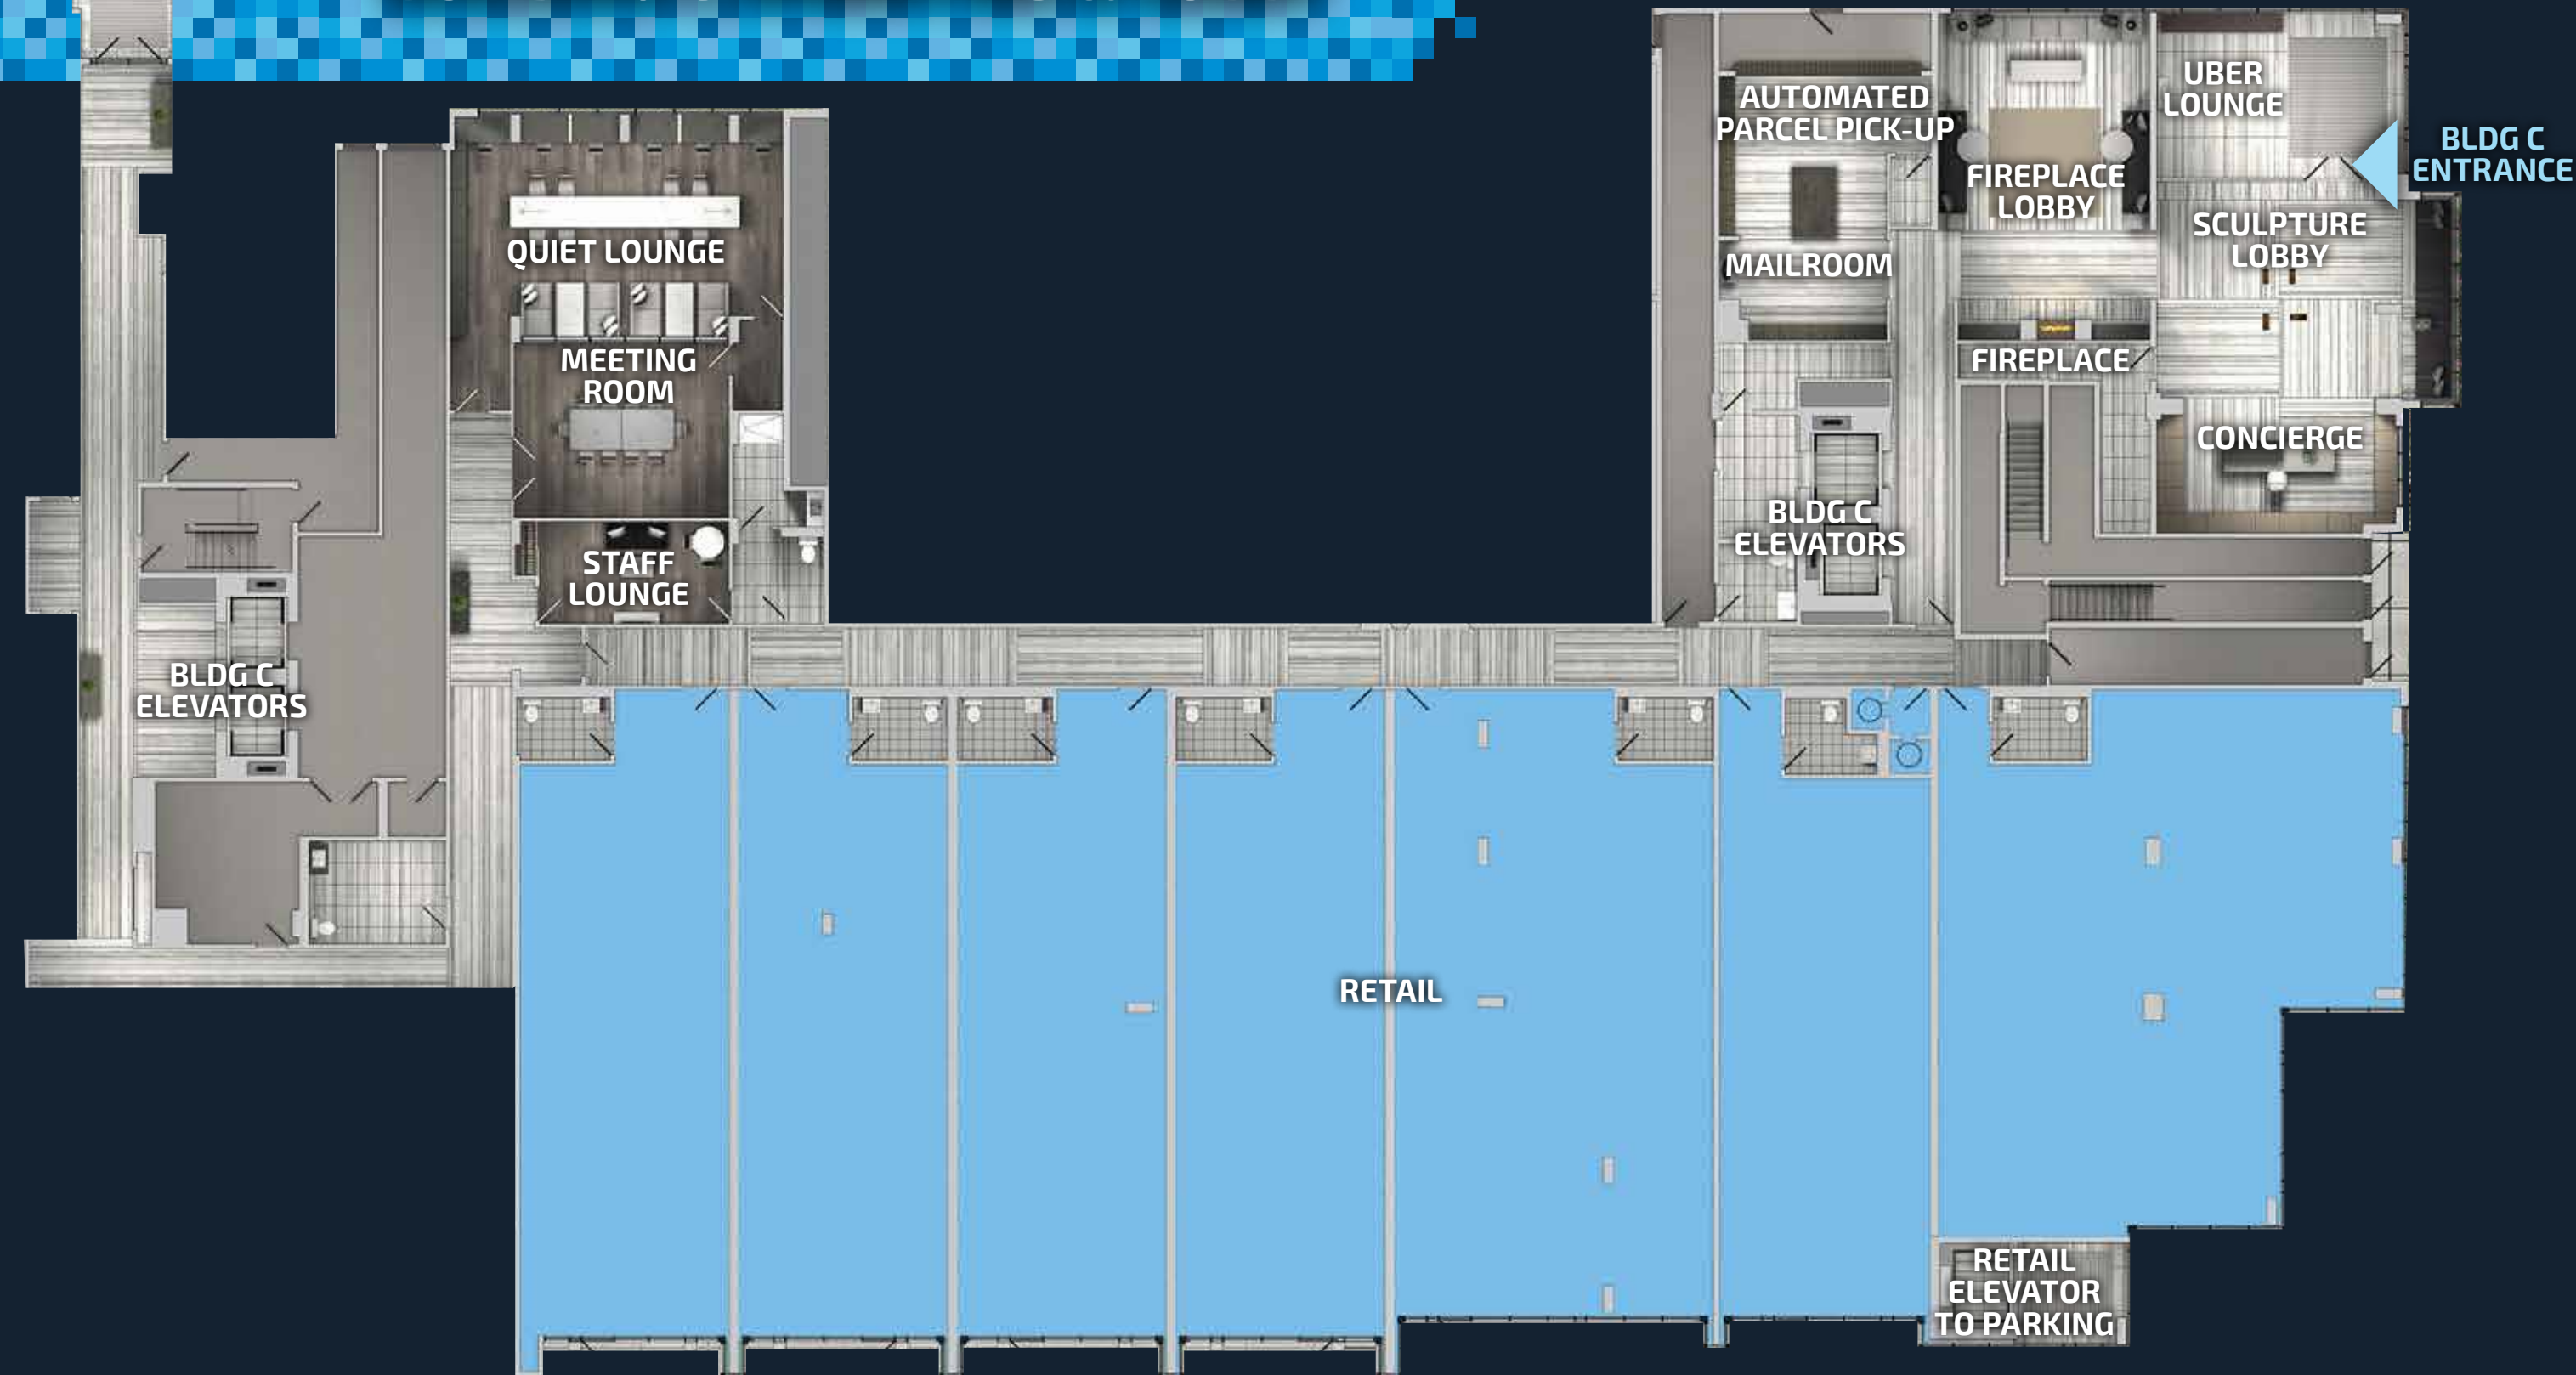 AUTOMATED
PARCEL PICK-UP
UBER
LOUNGE
BLDG C
ENTRANCE
FIREPLACE
LOBBY
SCULPTURE
LOBBY
QUIET LOUNGE
MAILROOM
MEETING
ROOM
FIREPLACE
CONCIERGE
BLDG C
ELEVATORS
STAFF
LOUNGE
BLDG C
ELEVATORS
RETAIL
RETAIL
ELEVATOR
TO PARKING